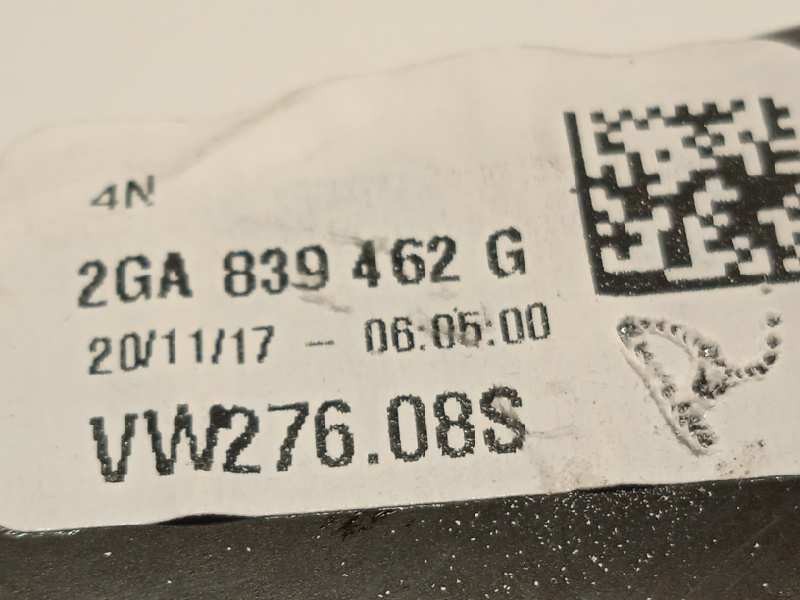 4N
2GA 839 462 G
20/11/17 - 06:05:00
VW276.08S